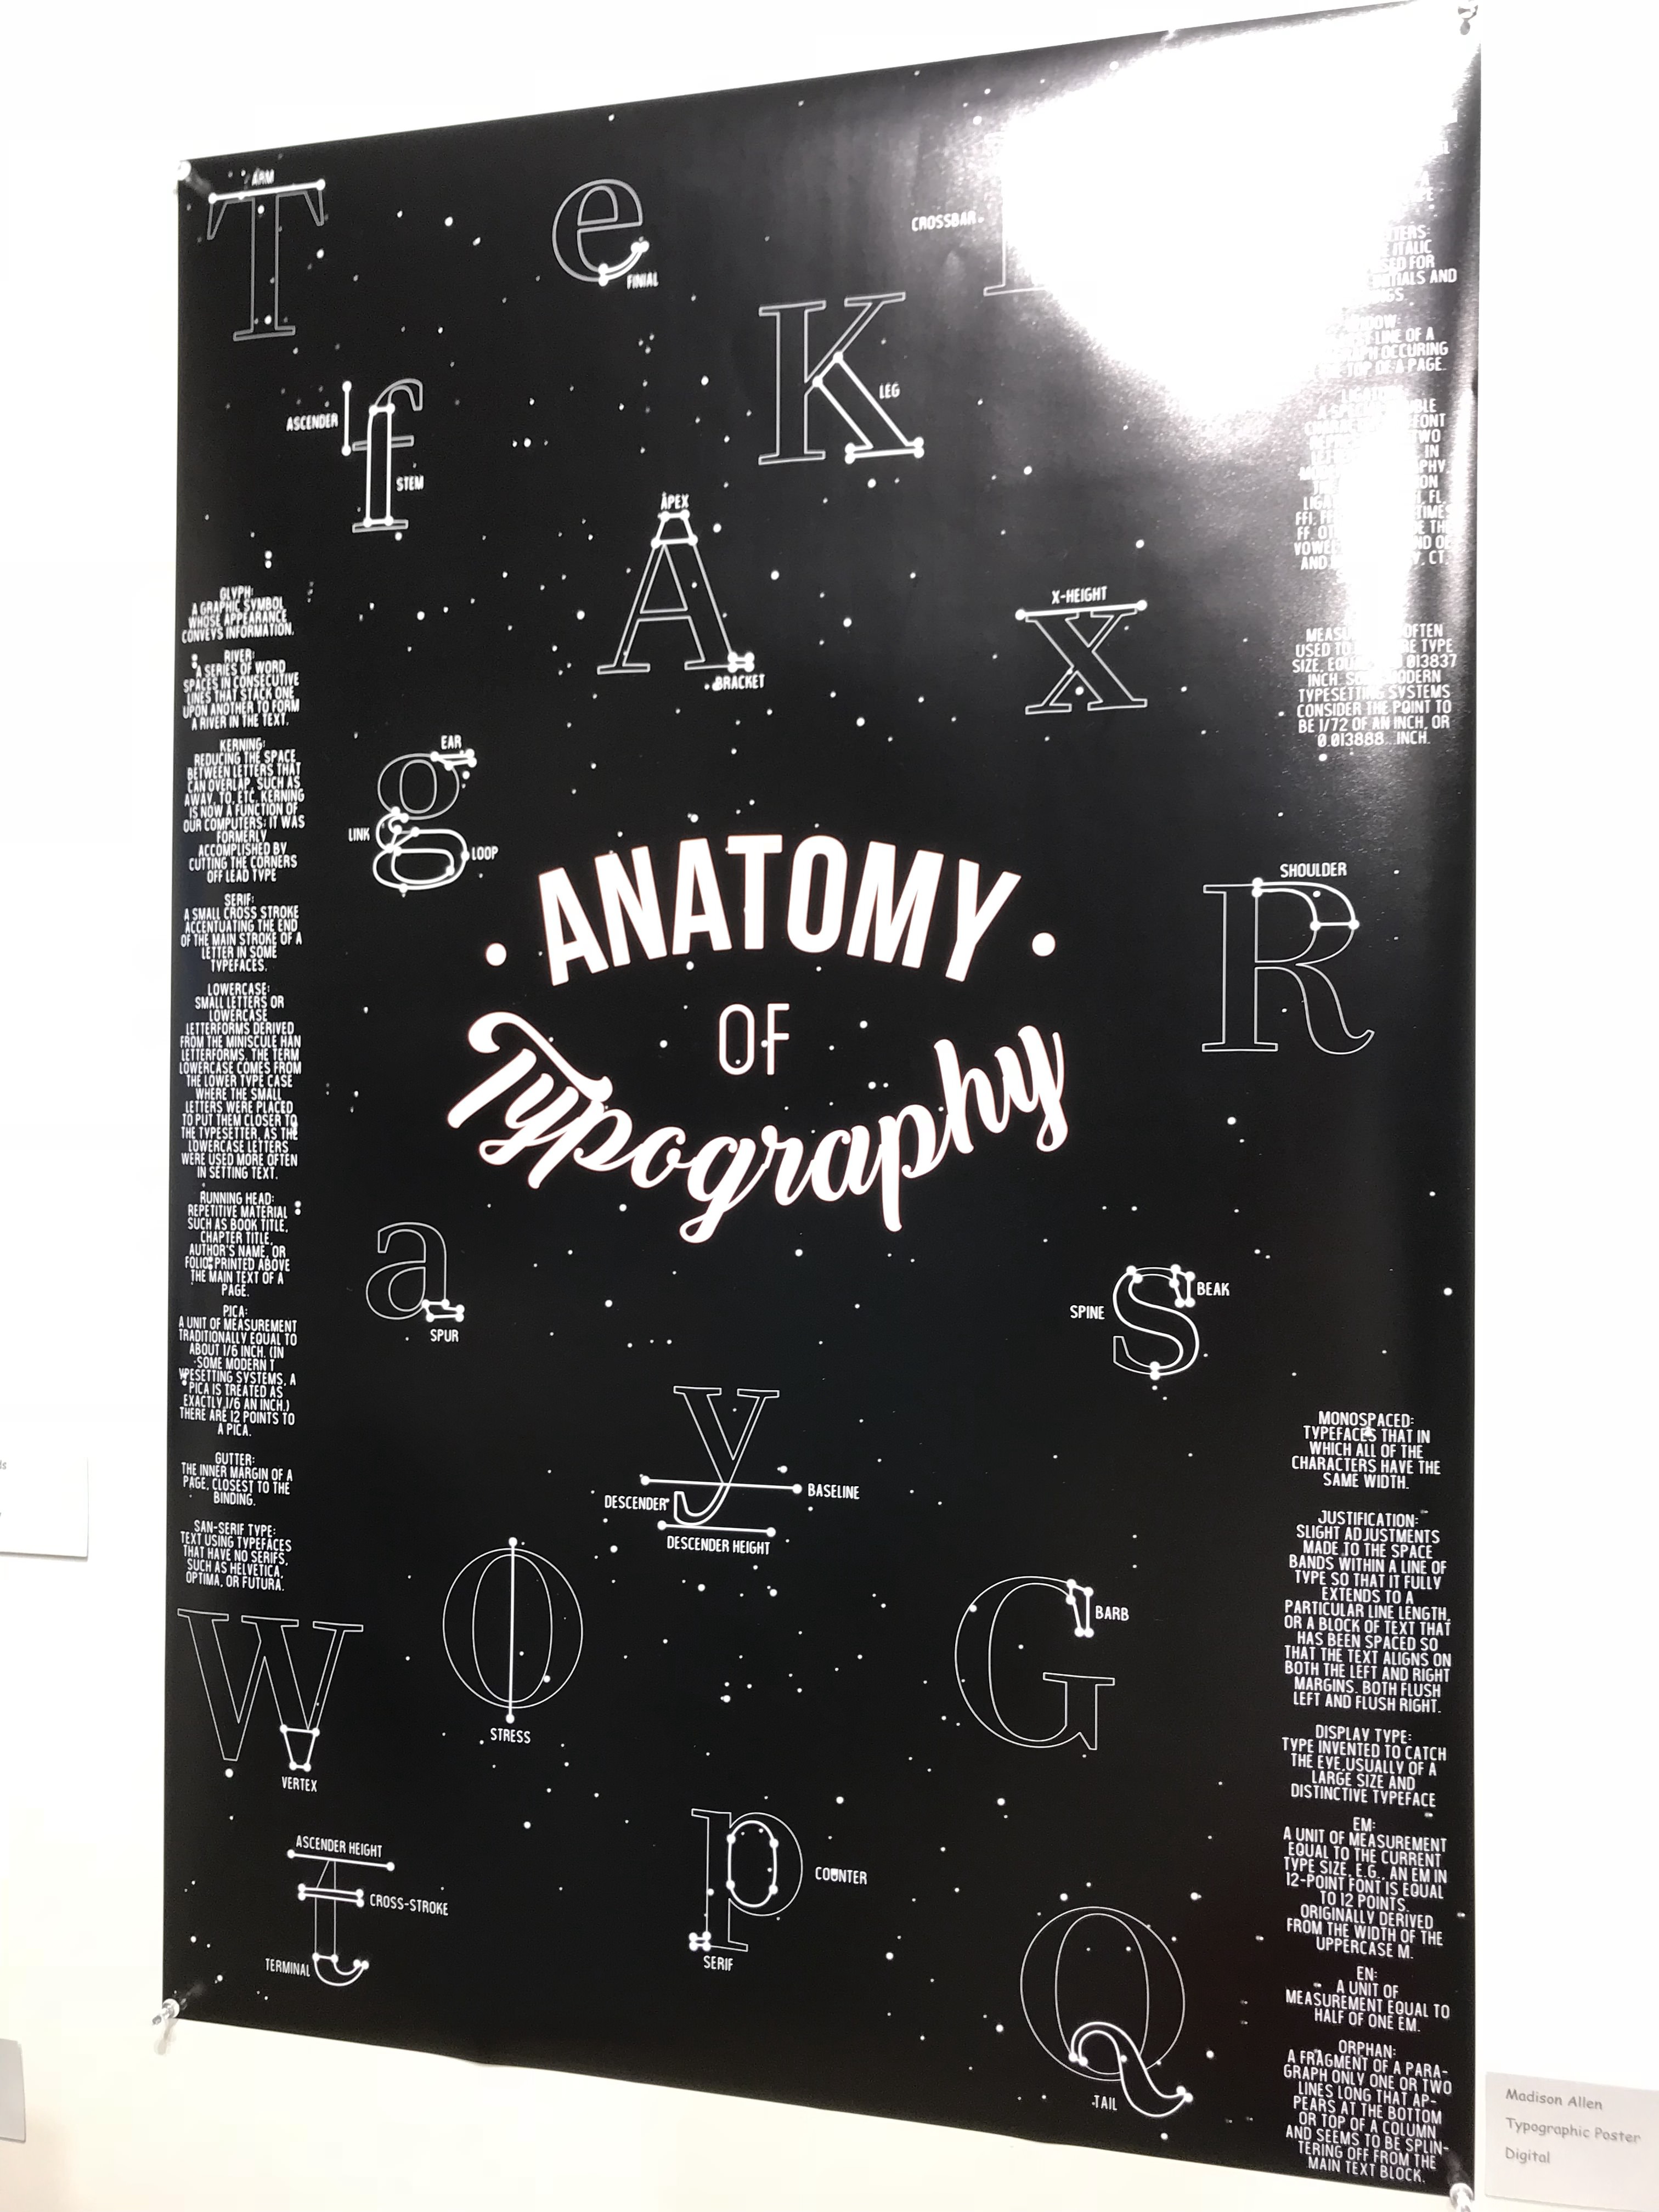 ARM
T
e
FINIAL
CROSSBAR
K
LEG
ASCENDER
f
STEM
APEX
A
BRACKET
X-HEIGHT
x
EAR
g
LINK
LOOP
SHOULDER
R
• ANATOMY •
OF
Typography
a
SPUR
BEAK
SPINE
s
y
BASELINE
DESCENDER
DESCENDER HEIGHT
O
STRESS
G
BARB
W
VERTEX
ASCENDER HEIGHT
t
CROSS-STROKE
TERMINAL
p
COUNTER
SERIF
Q
TAIL
GLYPH:
A GRAPHIC SYMBOL
WHOSE APPEARANCE
CONVEYS INFORMATION.
RIVER:
A SERIES OF WORD
SPACES IN CONSECUTIVE
LINES THAT STACK ONE
UPON ANOTHER TO FORM
A RIVER IN THE TEXT.
KERNING:
REDUCING THE SPACE
BETWEEN LETTERS THAT
CAN OVERLAP, SUCH AS
AWAY, TO, ETC. KERNING
IS NOW A FUNCTION OF
OUR COMPUTERS; IT WAS
FORMERLY
ACCOMPLISHED BY
CUTTING THE CORNERS
OFF LEAD TYPE
SERIF:
A SMALL CROSS STROKE
ACCENTUATING THE END
OF THE MAIN STROKE OF A
LETTER IN SOME
TYPEFACES.
LOWERCASE:
SMALL LETTERS OR
LOWERCASE
LETTERFORMS DERIVED
FROM THE MINISCULE HAN
LETTERFORMS. THE TERM
LOWERCASE COMES FROM
THE LOWER TYPE CASE
WHERE THE SMALL
LETTERS WERE PLACED
TO PUT THEM CLOSER TO
THE TYPESETTER, AS THE
LOWERCASE LETTERS
WERE USED MORE OFTEN
IN SETTING TEXT.
RUNNING HEAD:
REPETITIVE MATERIAL
SUCH AS BOOK TITLE,
CHAPTER TITLE,
AUTHOR'S NAME, OR
FOLIO, PRINTED ABOVE
THE MAIN TEXT OF A
PAGE.
PICA:
A UNIT OF MEASUREMENT
TRADITIONALLY EQUAL TO
ABOUT 1/6 INCH. (IN
SOME MODERN T
YPESETTING SYSTEMS, A
PICA IS TREATED AS
EXACTLY 1/6 AN INCH.)
THERE ARE 12 POINTS TO
A PICA.
GUTTER:
THE INNER MARGIN OF A
PAGE, CLOSEST TO THE
BINDING.
SAN-SERIF TYPE:
TEXT USING TYPEFACES
THAT HAVE NO SERIFS,
SUCH AS HELVETICA,
OPTIMA, OR FUTURA.
ITALIC
FOR
AND
LINE OF A
OCCURING
TOP OF A PAGE.
TWO
IN
FL,
FFI,
FF, THE
AND CT.
OFTEN
USED TO TYPE
SIZE, .013837
INCH. MODERN
TYPESETTING SYSTEMS
CONSIDER THE POINT TO
BE 1/72 OF AN INCH, OR
0.013888...INCH.
MONOSPACED:
TYPEFACES THAT IN
WHICH ALL OF THE
CHARACTERS HAVE THE
SAME WIDTH.
JUSTIFICATION:
SLIGHT ADJUSTMENTS
MADE TO THE SPACE
BANDS WITHIN A LINE OF
TYPE SO THAT IT FULLY
EXTENDS TO A
PARTICULAR LINE LENGTH,
OR A BLOCK OF TEXT THAT
HAS BEEN SPACED SO
THAT THE TEXT ALIGNS ON
BOTH THE LEFT AND RIGHT
MARGINS. BOTH FLUSH
LEFT AND FLUSH RIGHT.
DISPLAY TYPE:
TYPE INVENTED TO CATCH
THE EYE,USUALLY OF A
LARGE SIZE AND
DISTINCTIVE TYPEFACE
EM:
A UNIT OF MEASUREMENT
EQUAL TO THE CURRENT
TYPE SIZE, E.G., AN EM IN
12-POINT FONT IS EQUAL
TO 12 POINTS.
ORIGINALLY DERIVED
FROM THE WIDTH OF THE
UPPERCASE M.
EN:
A UNIT OF
MEASUREMENT EQUAL TO
HALF OF ONE EM.
ORPHAN:
A FRAGMENT OF A PARA-
GRAPH ONLY ONE OR TWO
LINES LONG THAT AP-
PEARS AT THE BOTTOM
OR TOP OF A COLUMN
AND SEEMS TO BE SPLIN-
TERING OFF FROM THE
MAIN TEXT BLOCK.
Madison Allen
Typographic Poster
Digital